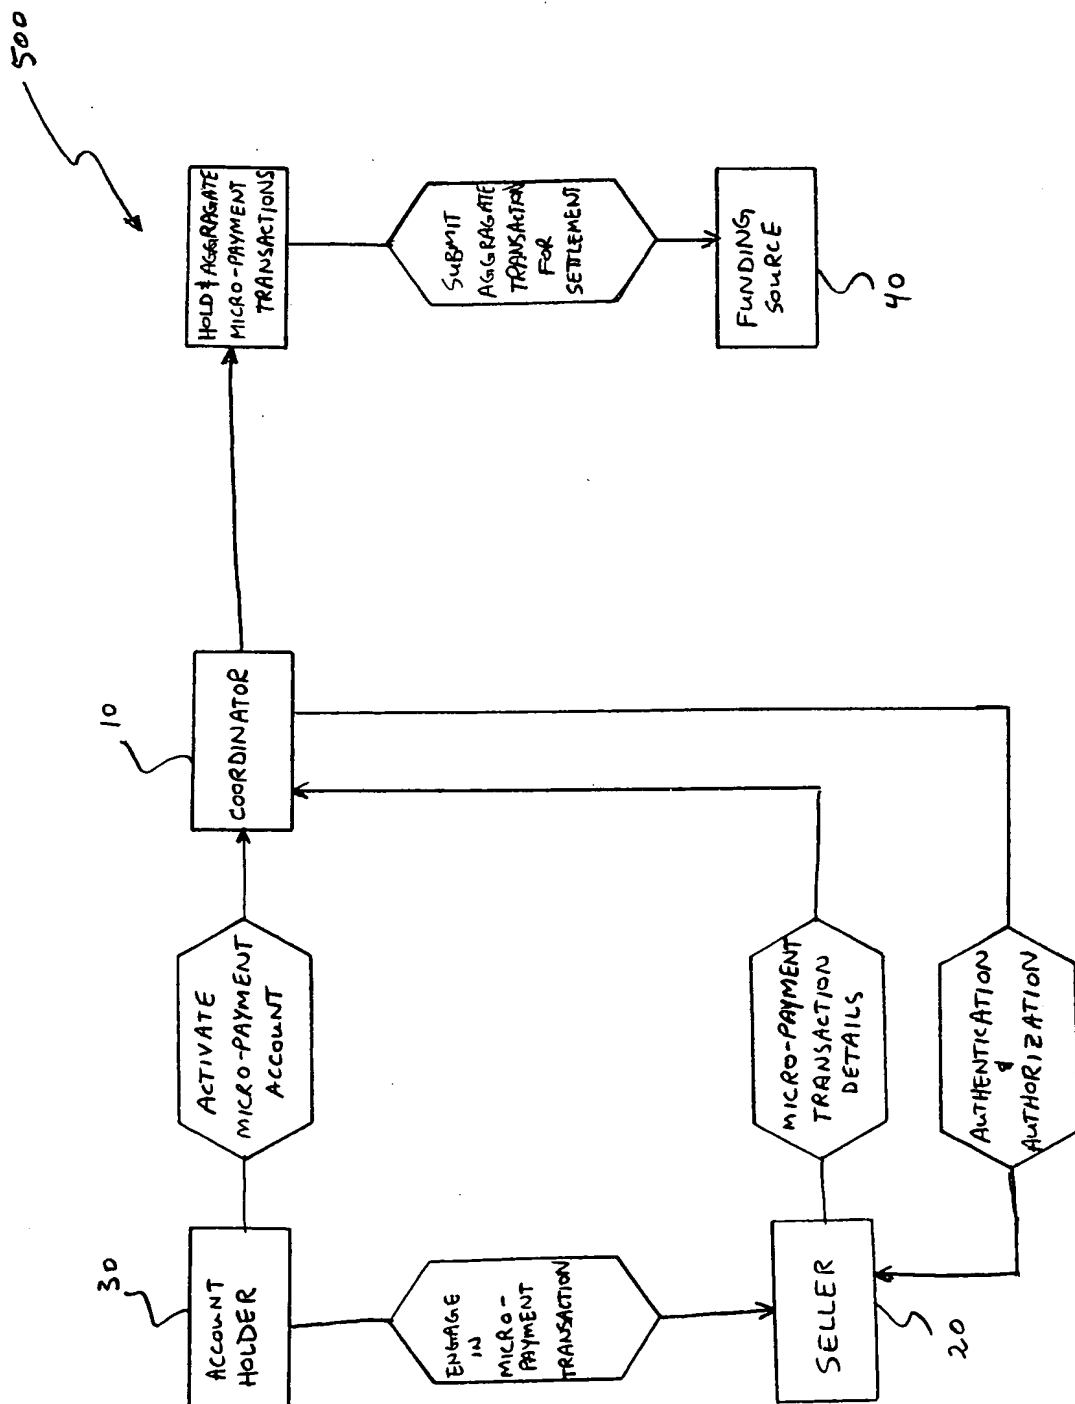 500
HOLD & AGGRAGATE
MICRO-PAYMENT
TRANSACTIONS
SUBMIT
AGGRAGATE
TRANSACTION
FOR
SETTLEMENT
FUNDING
SOURCE
40
10
COORDINATOR
ACTIVATE
MICRO-PAYMENT
ACCOUNT
30
ACCOUNT
HOLDER
ENGAGE
IN
MICRO-
PAYMENT
TRANSACTION
SELLER
20
MICRO-PAYMENT
TRANSACTION
DETAILS
AUTHENTICATION
&
AUTHORIZATION